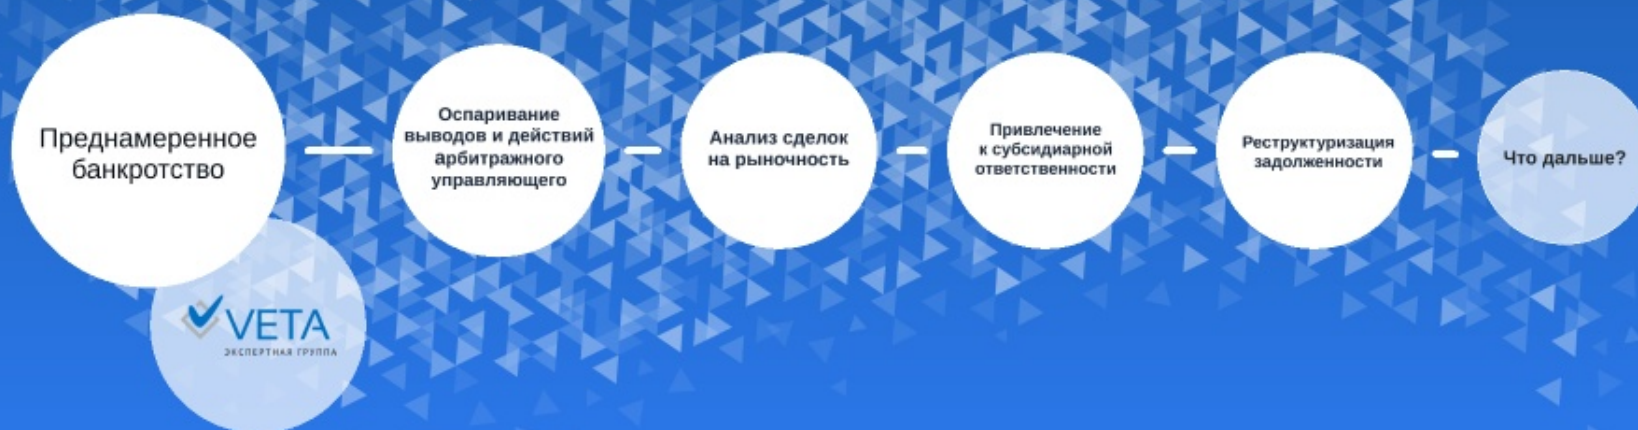 Преднамеренное
банкротство
Оспаривание
выводов и действий
арбитражного
управляющего
Анализ сделок
на рыночность
Привлечение
к субсидиарной
ответственности
Реструктуризация
задолженности
Что дальше?
VETA
ЭКСПЕРТНАЯ ГРУППА